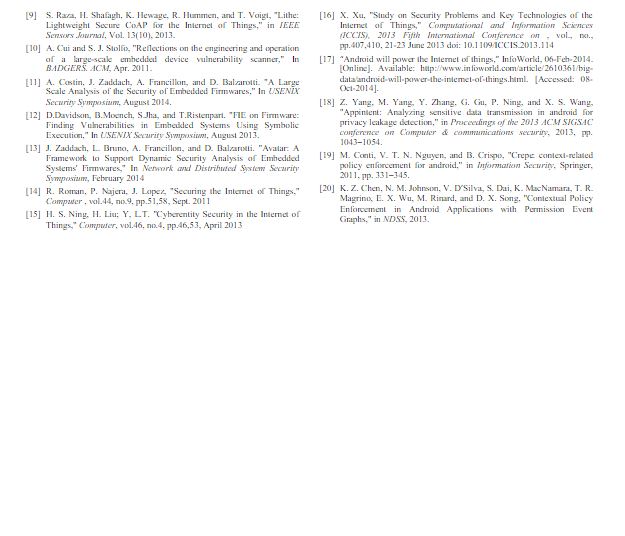 [9] S. Raza, H. Shafagh, K. Hewage, R. Hummen, and T. Voigt, "Lithe:
Lightweight Secure CoAP for the Internet of Things," in IEEE
Sensors Journal, Vol. 13(10), 2013.
[10] A. Cui and S. J. Stolfo, "Reflections on the engineering and operation
of a large-scale embedded device vulnerability scanner," In
BADGERS. ACM, Apr. 2011.
[11] A. Costin, J. Zaddach, A. Francillon, and D. Balzarotti. "A Large
Scale Analysis of the Security of Embedded Firmwares," In USENIX
Security Symposium, August 2014.
[12] D.Davidson, B.Moench, S.Jha, and T.Ristenpart. "FIE on Firmware:
Finding Vulnerabilities in Embedded Systems Using Symbolic
Execution," In USENIX Security Symposium, August 2013.
[13] J. Zaddach, L. Bruno, A. Francillon, and D. Balzarotti. "Avatar: A
Framework to Support Dynamic Security Analysis of Embedded
Systems' Firmwares," In Network and Distributed System Security
Symposium, February 2014
[14] R. Roman, P. Najera, J. Lopez, "Securing the Internet of Things,"
Computer , vol.44, no.9, pp.51,58, Sept. 2011
[15] H. S. Ning, H. Liu; Y, L.T. "Cyberentity Security in the Internet of
Things," Computer, vol.46, no.4, pp.46,53, April 2013
[16] X. Xu, "Study on Security Problems and Key Technologies of the
Internet of Things," Computational and Information Sciences
(ICCIS), 2013 Fifth International Conference on , vol., no.,
pp.407,410, 21-23 June 2013 doi: 10.1109/ICCIS.2013.114
[17] "Android will power the Internet of things," InfoWorld, 06-Feb-2014.
[Online]. Available: http://www.infoworld.com/article/2610361/big-
data/android-will-power-the-internet-of-things.html. [Accessed: 08-
Oct-2014].
[18] Z. Yang, M. Yang, Y. Zhang, G. Gu, P. Ning, and X. S. Wang,
"Appintent: Analyzing sensitive data transmission in android for
privacy leakage detection," in Proceedings of the 2013 ACM SIGSAC
conference on Computer & communications security, 2013, pp.
1043–1054.
[19] M. Conti, V. T. N. Nguyen, and B. Crispo, "Crepe: context-related
policy enforcement for android," in Information Security, Springer,
2011, pp. 331–345.
[20] K. Z. Chen, N. M. Johnson, V. D'Silva, S. Dai, K. MacNamara, T. R.
Magrino, E. X. Wu, M. Rinard, and D. X. Song, "Contextual Policy
Enforcement in Android Applications with Permission Event
Graphs," in NDSS, 2013.